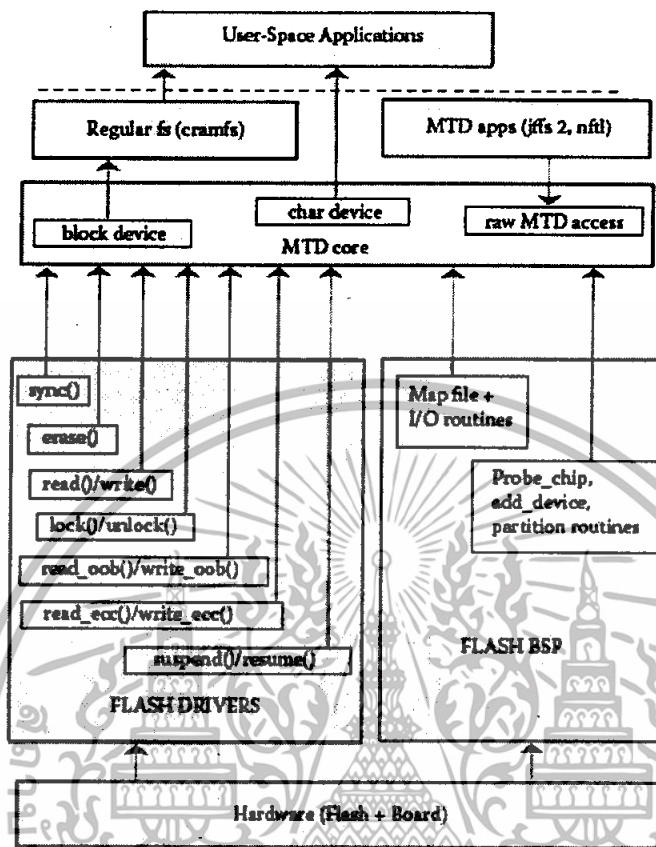 User-Space Applications
Regular fs (cramfs)
MTD apps (jffs 2, nftl)
block device
char device
raw MTD access
MTD core
sync()
erase()
read()/write()
lock()/unlock()
read_oob()/write_oob()
read_ecc()/write_ecc()
suspend()/resume()
FLASH DRIVERS
Map file +
I/O routines
Probe_chip,
add_device,
partition routines
FLASH BSP
Hardware (Flash + Board)